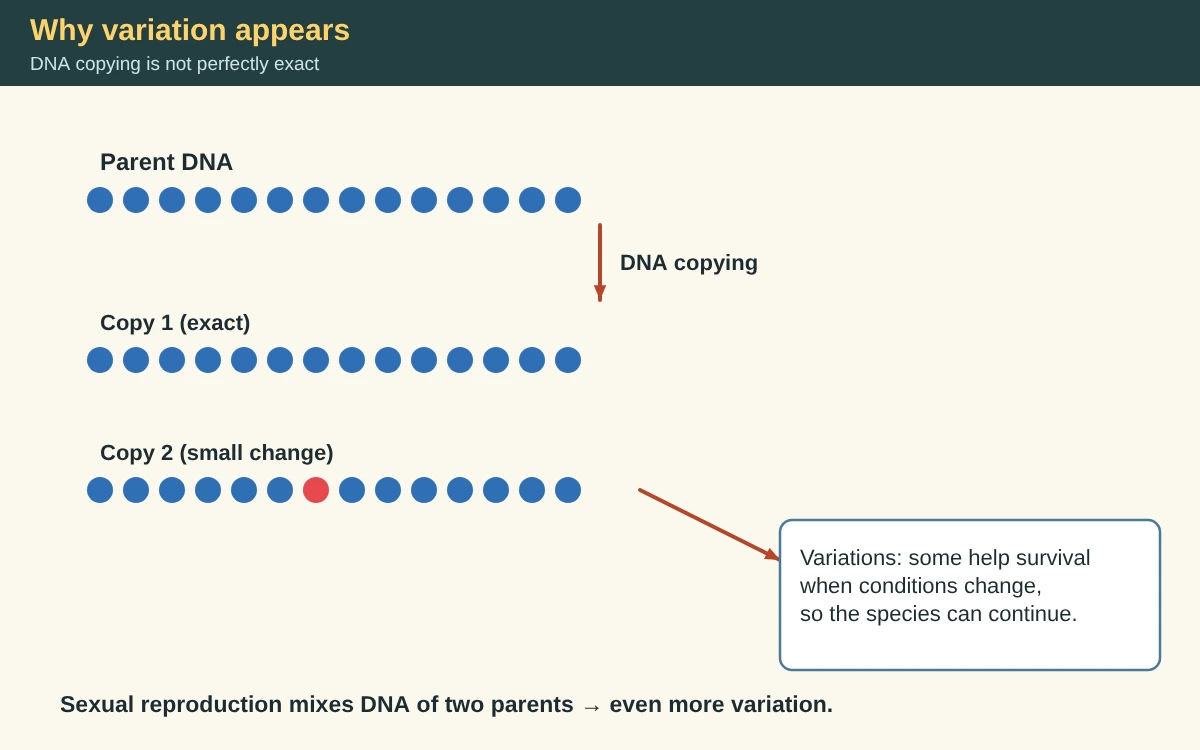 Why variation appears
DNA copying is not perfectly exact
Parent DNA
DNA copying
Copy 1 (exact)
Copy 2 (small change)
Variations: some help survival
when conditions change,
so the species can continue.
Sexual reproduction mixes DNA of two parents → even more variation.